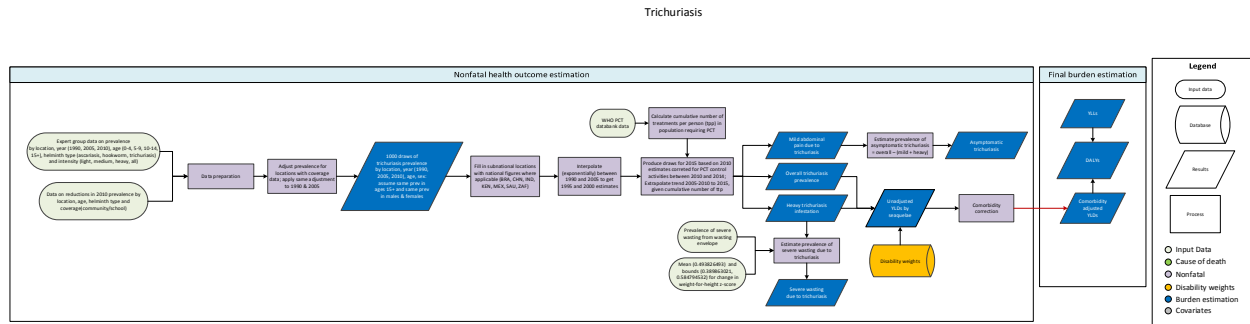 Trichuriasis
Nonfatal health outcome estimation
Final burden estimation
Expert group data on prevalence
by location, year (1990, 2005, 2010), age (0-4, 5-9, 10-14,
15+), helminth type (ascariasis, hookworm, trichuriasis)
and intensity (light, medium, heavy, all)
Data on reductions in 2010 prevalence by
location, age, helminth type and
coverage(community/school)
Data preparation
Adjust prevalence for
locations with coverage
data; apply same adjustment
to 1990 & 2005
1000 draws of
trichuriasis prevalence
by location, year (1990,
2005, 2010), age, sex
assume same prev in
ages 15+ and same prev
in males & females
Fill in subnational locations
with national figures where
applicable (BRA, CHN, IND,
KEN, MEX, SAU, ZAF)
Interpolate
(exponentially) between
1990 and 2005 to get
1995 and 2000 estimates
WHO PCT
databank data
Calculate cumulative number of
treatments per person (tpp) in
population requiring PCT
Produce draws for 2015 based on 2010
estimates corrected for PCT control
activities between 2010 and 2014;
Extrapolate trend 2005-2010 to 2015,
given cumulative number of ttp
Mild abdominal
pain due to trichuriasis
Overall trichuriasis
prevalence
Heavy trichuriasis
infestation
Estimate prevalence of
asymptomatic trichuriasis
= overall – (mild + heavy)
Asymptomatic
trichuriasis
Prevalence of severe
wasting from wasting
envelope
Mean (0.493826493) and
bounds (0.389863021,
0.584794532) for change in
weight-for-height z-score
Estimate prevalence of
severe wasting due to
trichuriasis
Severe wasting
due to trichuriasis
Unadjusted
YLDs by
sequelae
Disability weights
Comorbidity
correction
YLLs
DALYs
Comorbidity
adjusted
YLDs
Legend
Input data
Database
Results
Process
Input Data
Cause of death
Nonfatal
Disability weights
Burden estimation
Covariates